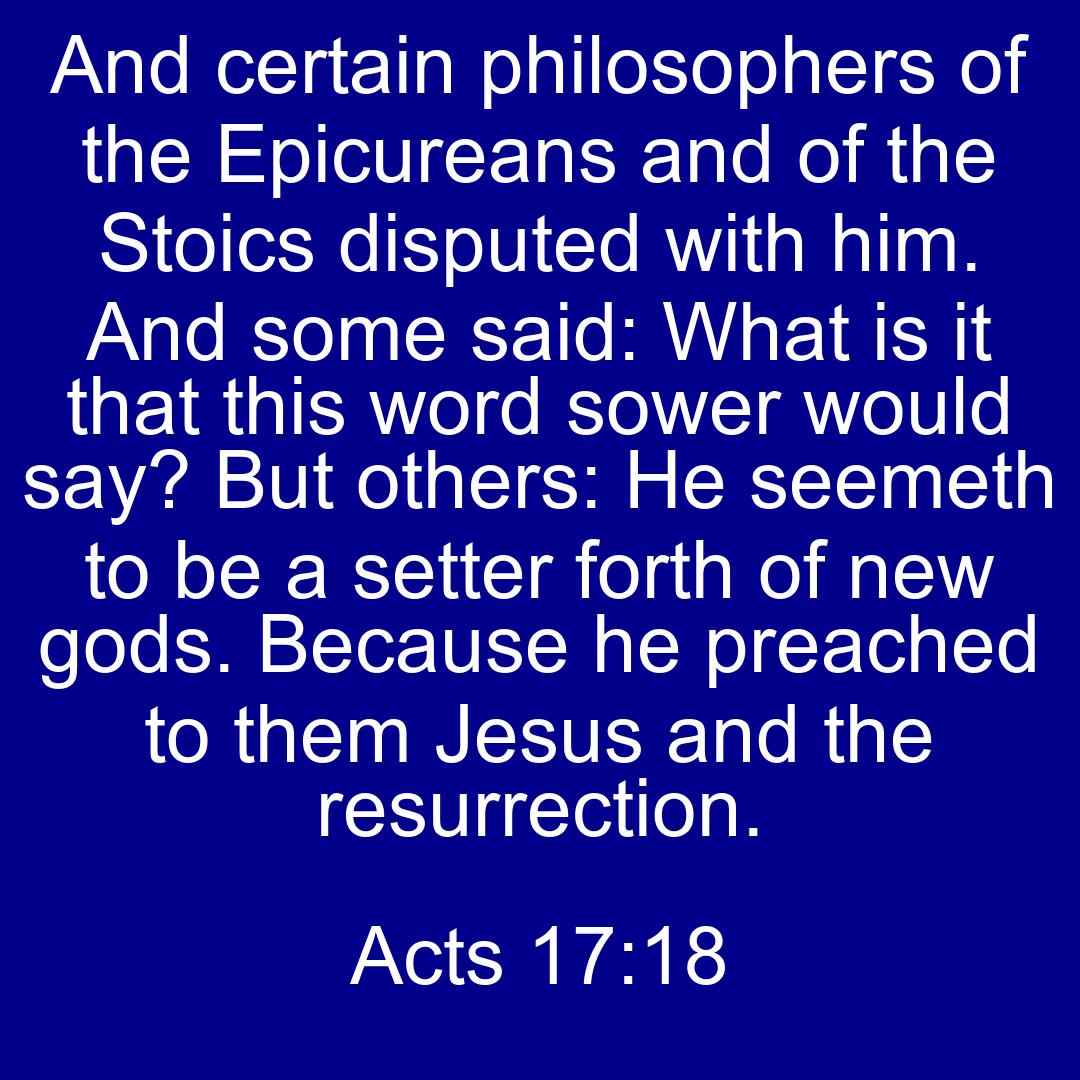 And certain philosophers of
the Epicureans and of the
Stoics disputed with him.
And some said: What is it
that this word sower would
say? But others: He seemeth
to be a setter forth of new
gods. Because he preached
to them Jesus and the
resurrection.
Acts 17:18